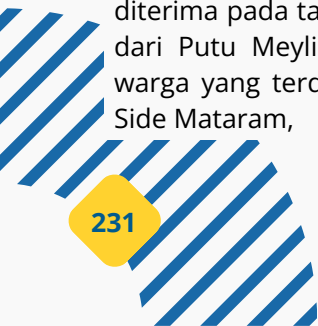 diterima pada ta
dari Putu Meyli
warga yang terd
Side Mataram,
231